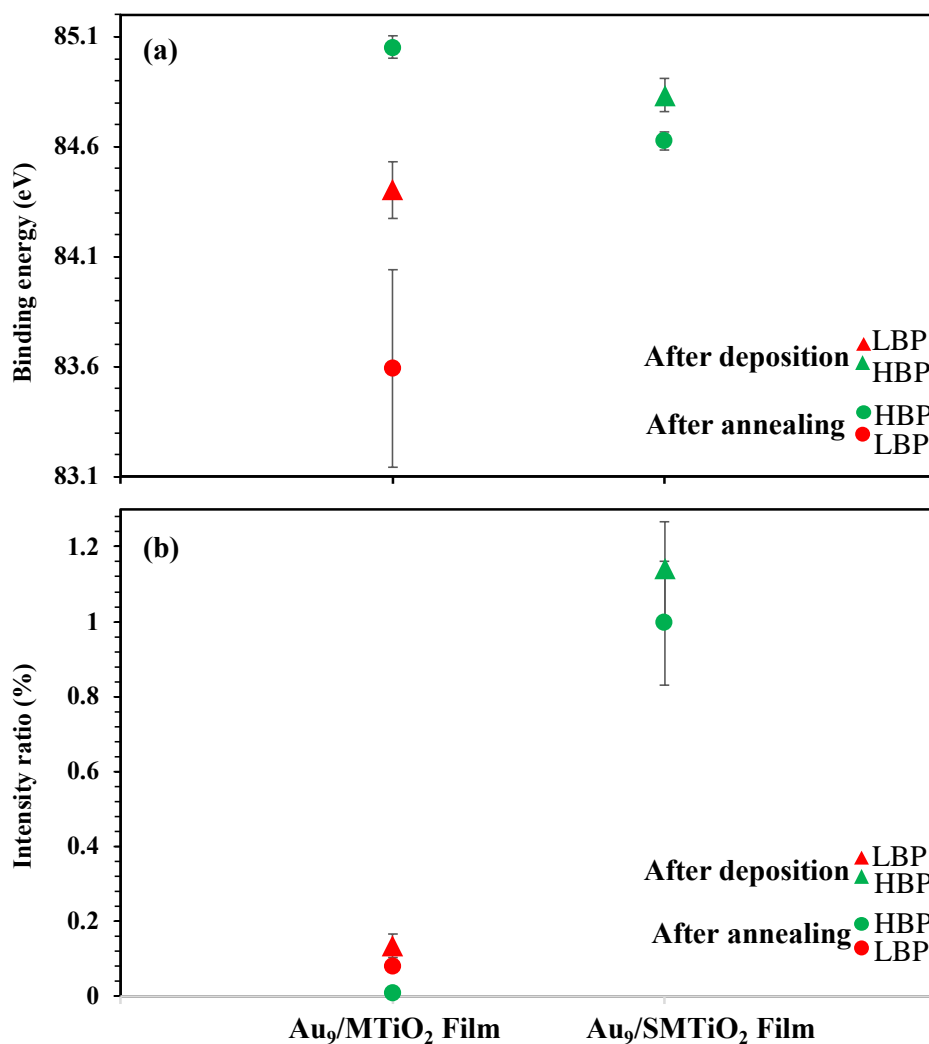 (a)
85.1
84.6
84.1
83.6
83.1
Binding energy (eV)
After deposition LBP
HBP
After annealing HBP
LBP
(b)
1.2
1
0.8
0.6
0.4
0.2
0
Intensity ratio (%)
After deposition LBP
HBP
After annealing HBP
LBP
Au₉/MTiO₂ Film Au₉/SMTiO₂ Film